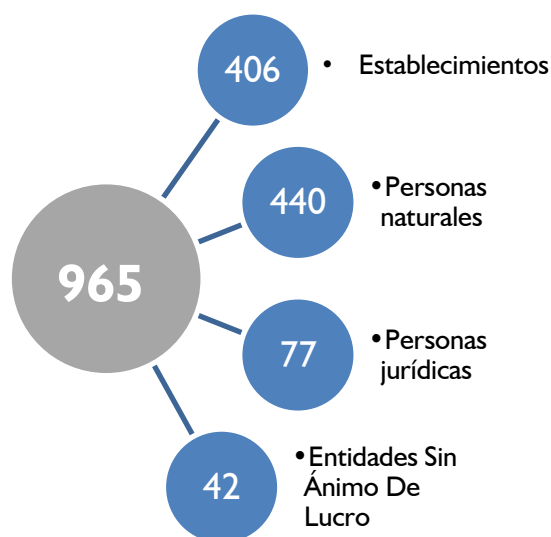 406
• Establecimientos
440
•Personas
naturales
965
77
•Personas
jurídicas
42
•Entidades Sin
Ánimo De
Lucro